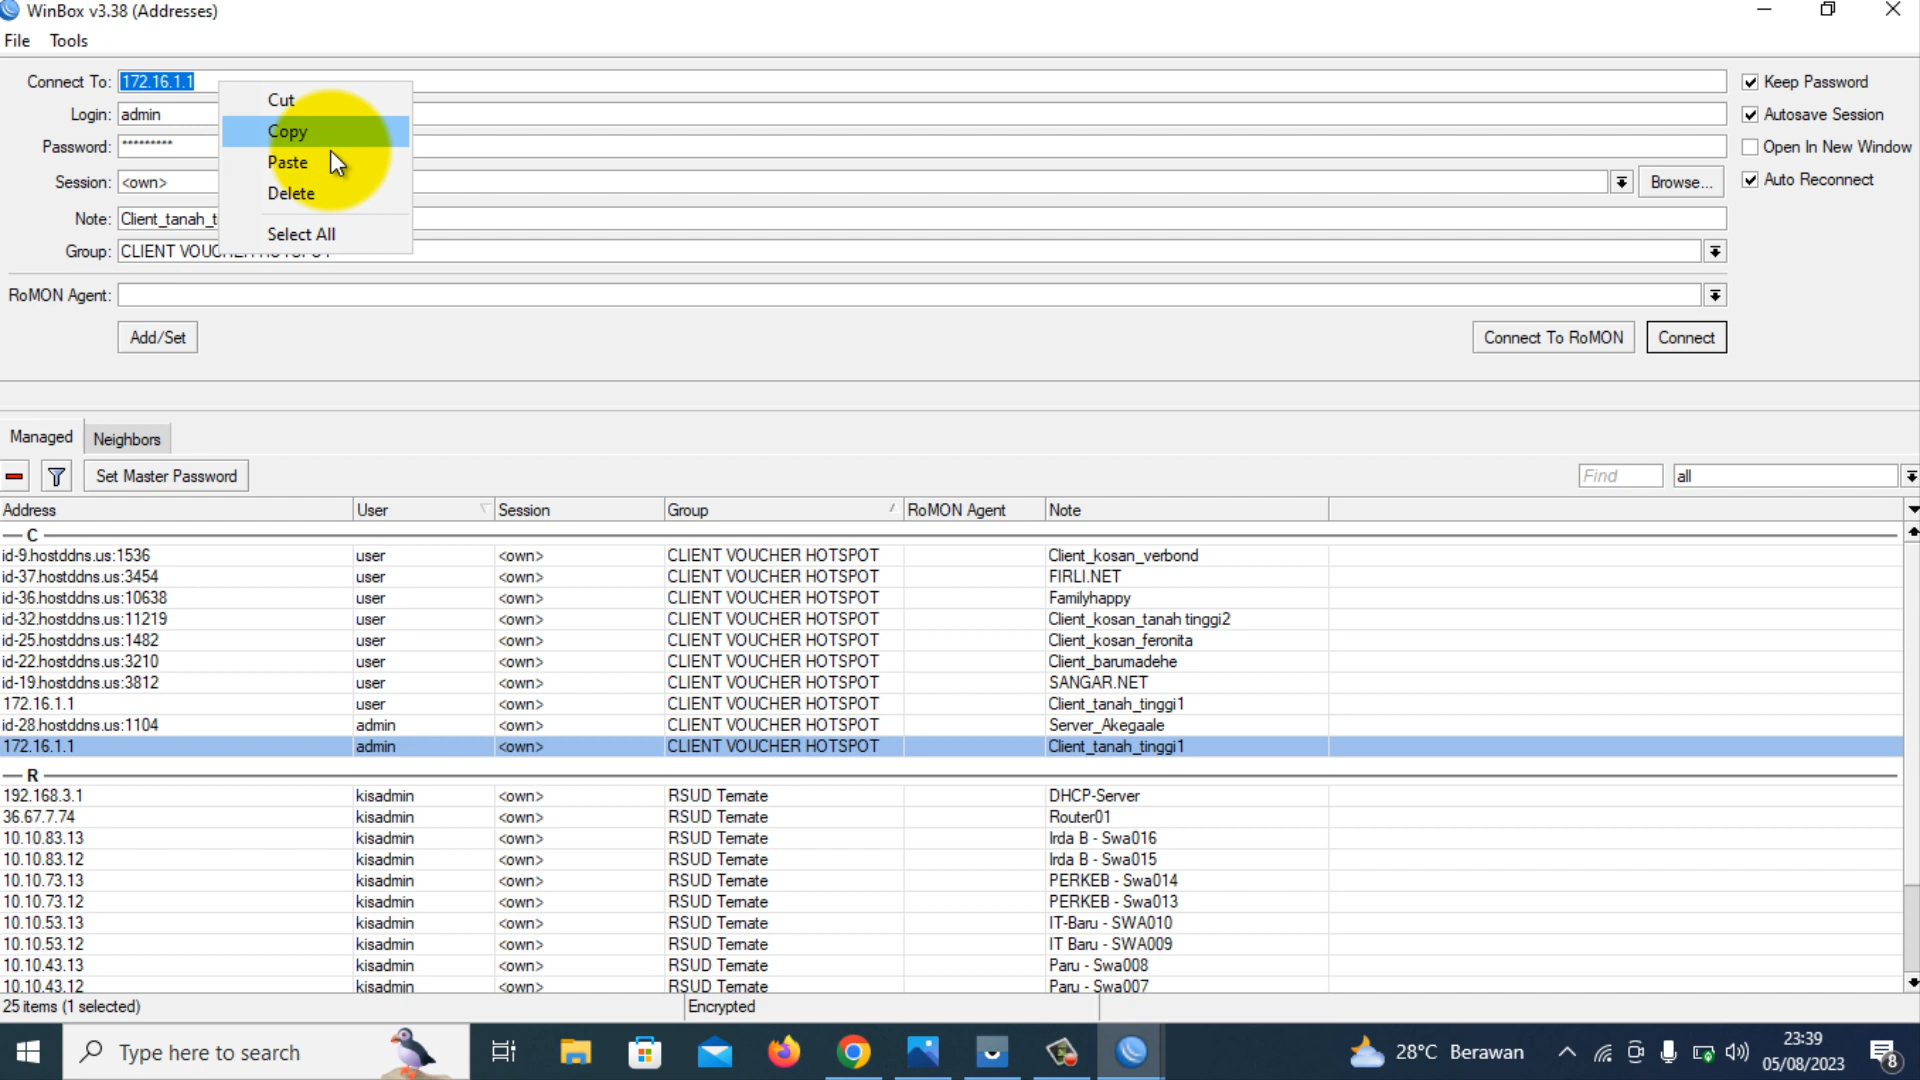 WinBox v3.38 (Addresses)
File Tools
Connect To: 172.16.1.1
Keep Password
Login: admin
Autosave Session
Password: *********
Open In New Window
Session: <own>
Browse...
Auto Reconnect
Note: Client_tanah_t
Group: CLIENT VOUCHER HOTSPOT
Cut
Copy
Paste
Delete
Select All
RoMON Agent:
Add/Set
Connect To RoMON
Connect
Managed Neighbors
Set Master Password
Find
all
Address User Session Group RoMON Agent Note
C
id-9.hostddns.us:1536 user <own> CLIENT VOUCHER HOTSPOT Client_kosan_verbond
id-37.hostddns.us:3454 user <own> CLIENT VOUCHER HOTSPOT FIRLI.NET
id-36.hostddns.us:10638 user <own> CLIENT VOUCHER HOTSPOT Familyhappy
id-32.hostddns.us:11219 user <own> CLIENT VOUCHER HOTSPOT Client_kosan_tanah tinggi2
id-25.hostddns.us:1482 user <own> CLIENT VOUCHER HOTSPOT Client_kosan_feronita
id-22.hostddns.us:3210 user <own> CLIENT VOUCHER HOTSPOT Client_barumadehe
id-19.hostddns.us:3812 user <own> CLIENT VOUCHER HOTSPOT SANGAR.NET
172.16.1.1 user <own> CLIENT VOUCHER HOTSPOT Client_tanah_tinggi1
id-28.hostddns.us:1104 admin <own> CLIENT VOUCHER HOTSPOT Server_Akegaale
172.16.1.1 admin <own> CLIENT VOUCHER HOTSPOT Client_tanah_tinggi1
R
192.168.3.1 kisadmin <own> RSUD Ternate DHCP-Server
36.67.7.74 kisadmin <own> RSUD Ternate Router01
10.10.83.13 kisadmin <own> RSUD Ternate Irda B - Swa016
10.10.83.12 kisadmin <own> RSUD Ternate Irda B - Swa015
10.10.73.13 kisadmin <own> RSUD Ternate PERKEB - Swa014
10.10.73.12 kisadmin <own> RSUD Ternate PERKEB - Swa013
10.10.53.13 kisadmin <own> RSUD Ternate IT-Baru - SWA010
10.10.53.12 kisadmin <own> RSUD Ternate IT Baru - SWA009
10.10.43.13 kisadmin <own> RSUD Ternate Paru - Swa008
10.10.43.12 kisadmin <own> RSUD Ternate Paru - Swa007
25 items (1 selected) Encrypted
Type here to search
28°C Berawan
23:39
05/08/2023
8